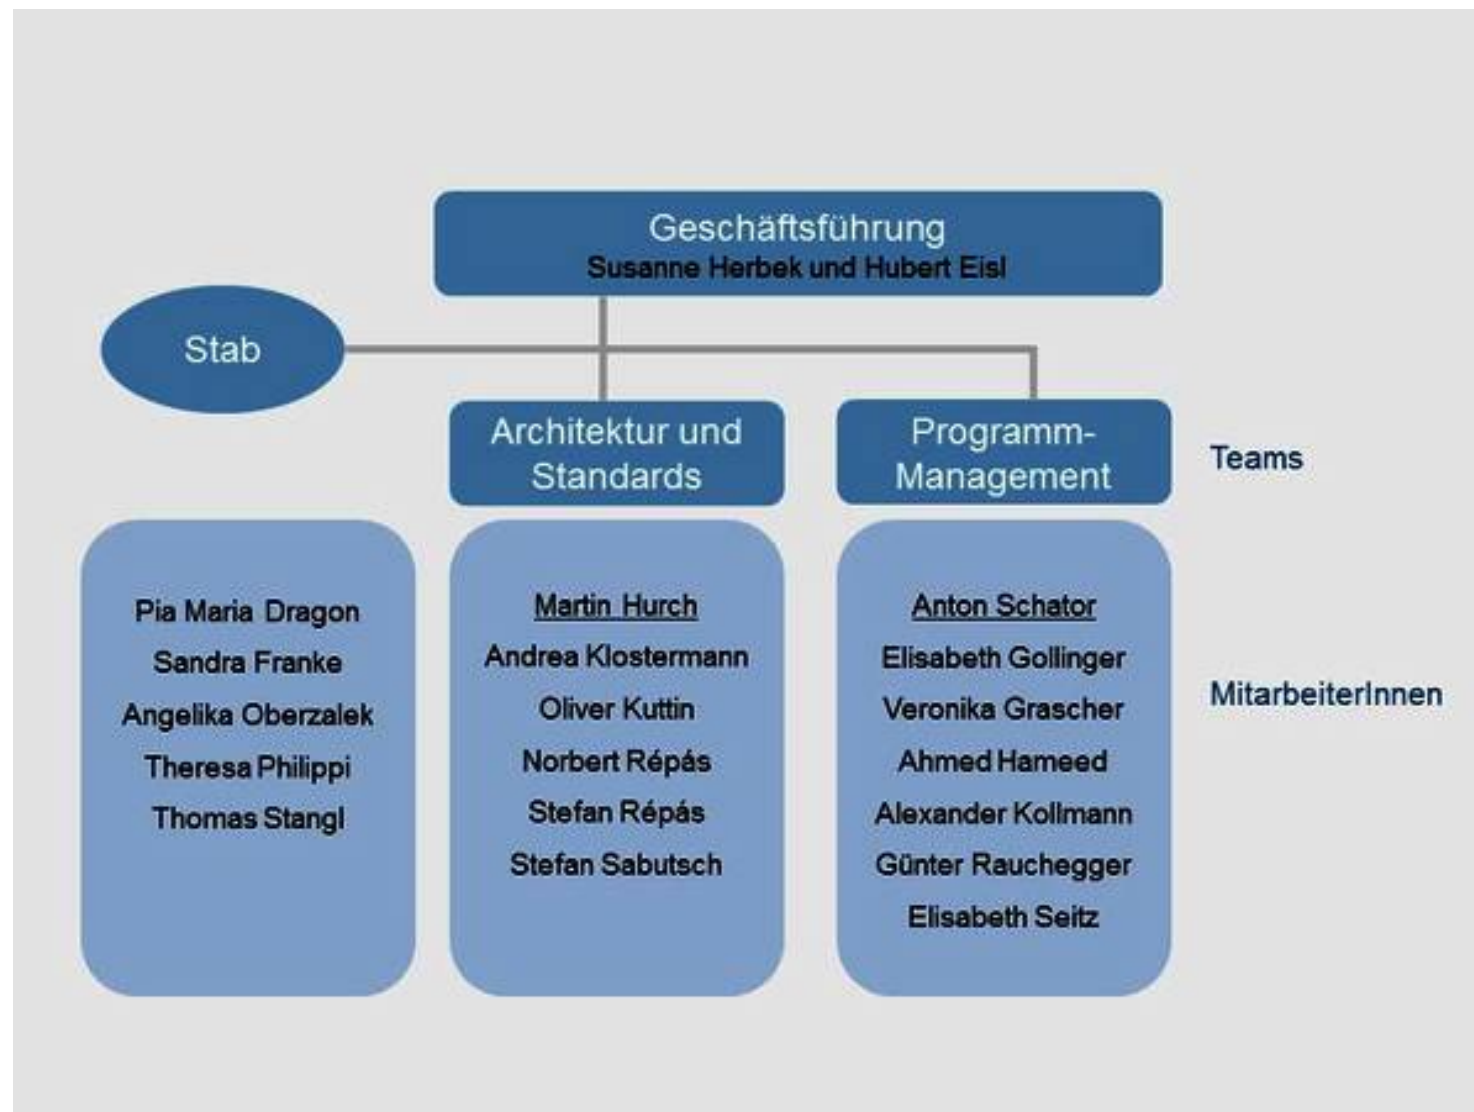 Geschäftsführung
Susanne Herbek und Hubert Eisl
Stab
Architektur und
Standards
Programm-
Management
Teams
Pia Maria Dragon
Sandra Franke
Angelika Oberzalek
Theresa Philippi
Thomas Stangl
Martin Hurch
Andrea Klostermann
Oliver Kuttin
Norbert Répás
Stefan Répás
Stefan Sabutsch
Anton Schator
Elisabeth Gollinger
Veronika Grascher
Ahmed Hameed
Alexander Kollmann
Günter Rauchegger
Elisabeth Seitz
MitarbeiterInnen